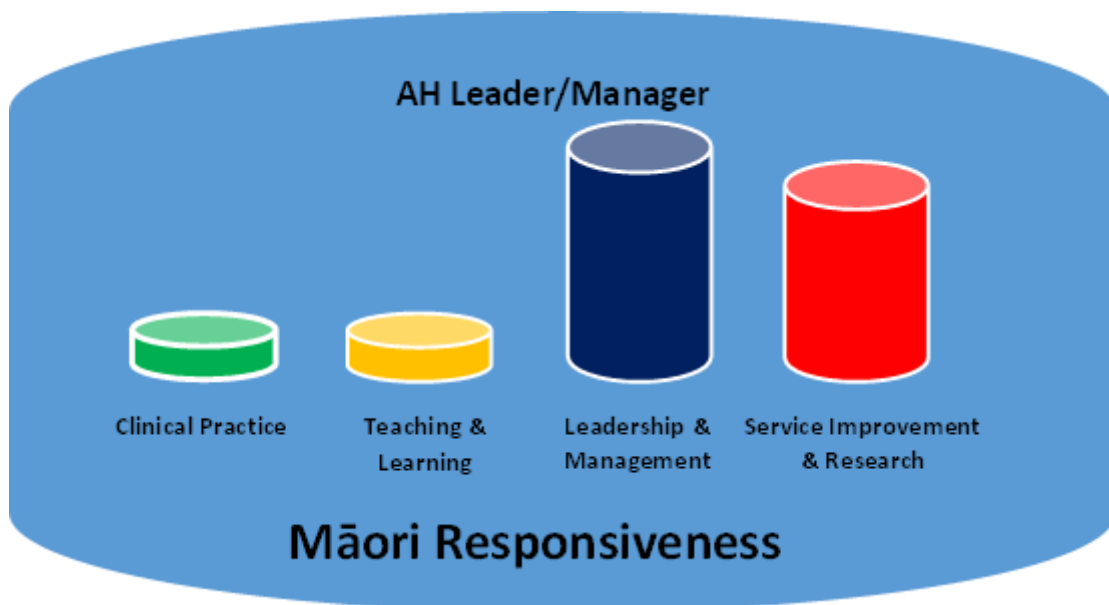 AH Leader/Manager
Clinical Practice
Teaching &
Learning
Leadership &
Management
Service Improvement
& Research
Māori Responsiveness